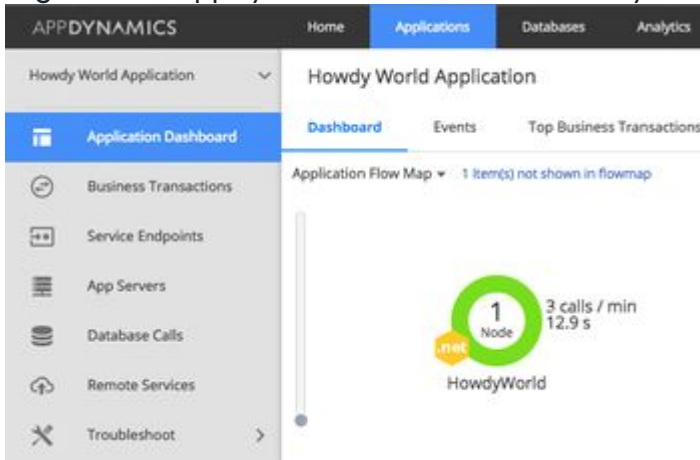 APPDYNAMICS Home Applications Databases Analytics
Howdy World Application
Howdy World Application
Application Dashboard
Dashboard Events Top Business Transactions
Business Transactions
Application Flow Map 1 Item(s) not shown in flowmap
Service Endpoints
App Servers
1
Node
3 calls / min
12.9 s
Database Calls
.net
HowdyWorld
Remote Services
Troubleshoot